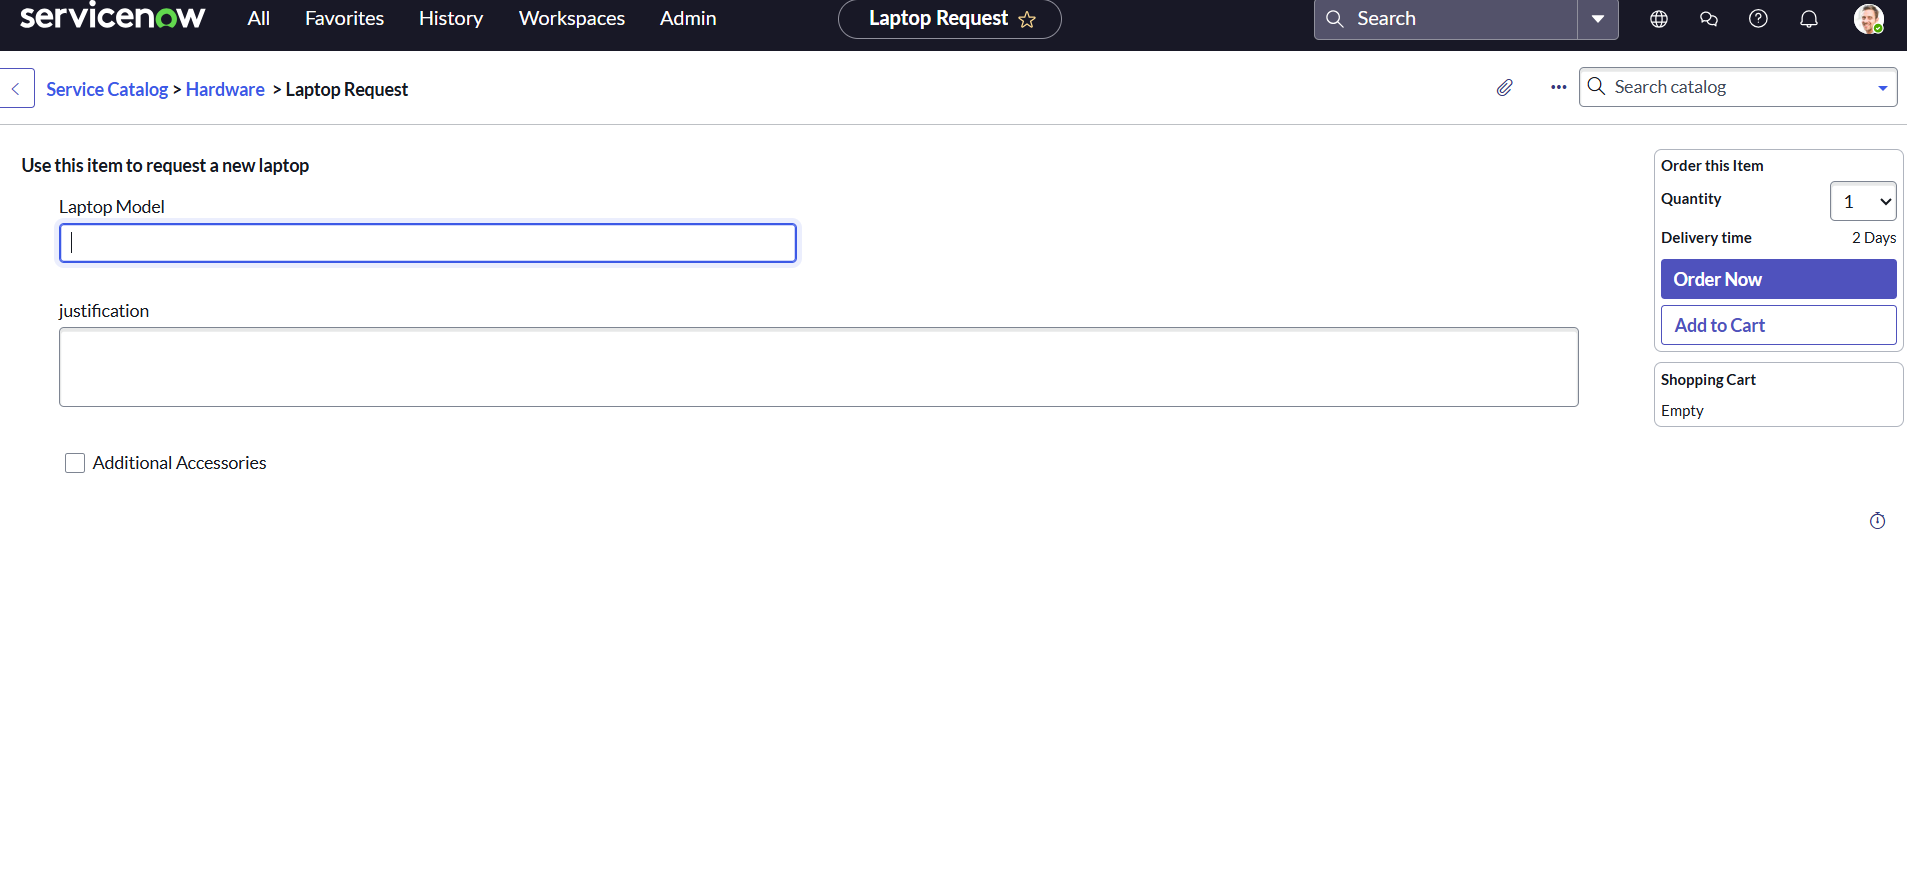 servicenow All Favorites History Workspaces Admin Laptop Request Search
Service Catalog > Hardware > Laptop Request Search catalog
Use this item to request a new laptop
Laptop Model
justification
Additional Accessories
Order this Item
Quantity 1
Delivery time 2 Days
Order Now
Add to Cart
Shopping Cart
Empty